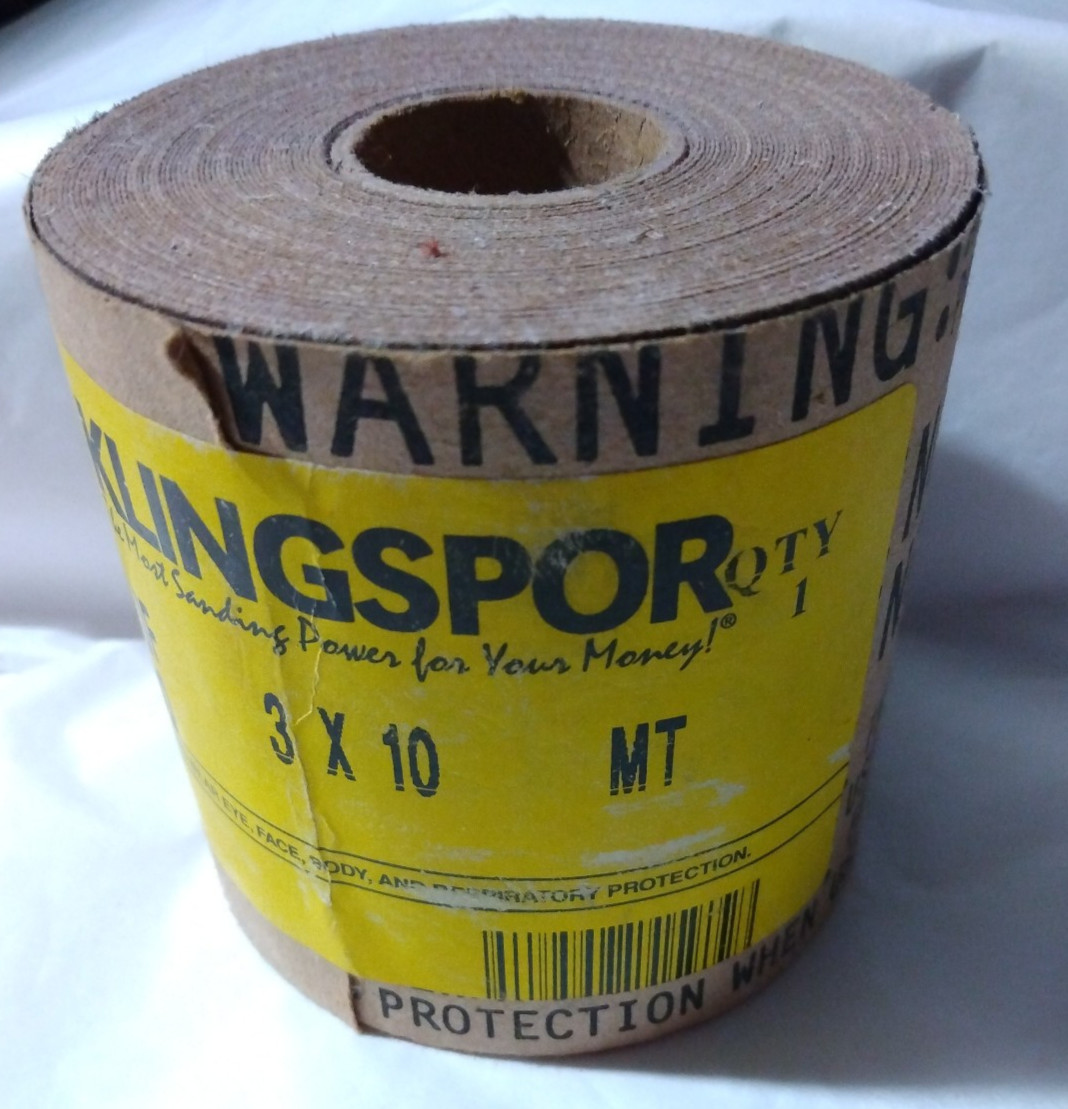 WARNING:
KLINGSPOR
QTY
1
Most Sanding Power for Your Money!®
3 X 10 MT
EYE, FACE, BODY, AND RESPIRATORY PROTECTION.
PROTECTION WHEN